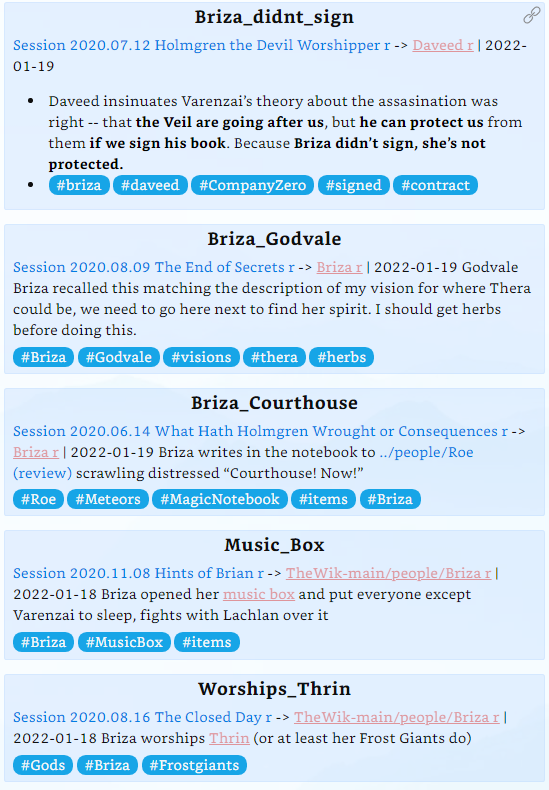 Briza_didnt_sign
Session 2020.07.12 Holmgren the Devil Worshipper r -> Daveed r | 2022-
01-19
Daveed insinuates Varenzai's theory about the assasination was
right -- that the Veil are going after us, but he can protect us from
them if we sign his book. Because Briza didn't sign, she's not
protected.
#briza #daveed #CompanyZero #signed #contract
Briza_Godvale
Session 2020.08.09 The End of Secrets r -> Briza r | 2022-01-19 Godvale
Briza recalled this matching the description of my vision for where Thera
could be, we need to go here next to find her spirit. I should get herbs
before doing this.
#Briza #Godvale #visions #thera #herbs
Briza_Courthouse
Session 2020.06.14 What Hath Holmgren Wrought or Consequences r ->
Briza r | 2022-01-19 Briza writes in the notebook to ../people/Roe
(review) scrawling distressed “Courthouse! Now!”
#Roe #Meteors #MagicNotebook #items #Briza
Music_Box
Session 2020.11.08 Hints of Brian r -> TheWik-main/people/Briza r |
2022-01-18 Briza opened her music box and put everyone except
Varenzai to sleep, fights with Lachlan over it
#Briza #MusicBox #items
Worships_Thrin
Session 2020.08.16 The Closed Day r -> TheWik-main/people/Briza r |
2022-01-18 Briza worships Thrin (or at least her Frost Giants do)
#Gods #Briza #Frostgiants